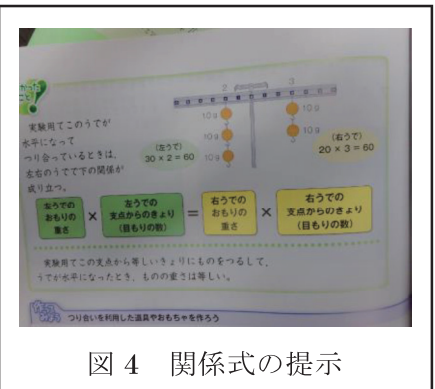 2 3
10g 10g
10g 10g
10g
実験用てこのうでが
水平になって
つり合っているときは、
左右のうでで下の関係が
成り立つ。
(左うで)
30 × 2 = 60
(右うで)
20 × 3 = 60
左うでの
おもりの
重さ
×
左うでの
支点からのきょり
(目もりの数)
=
右うでの
おもりの
重さ
×
右うでの
支点からのきょり
(目もりの数)
実験用てこの支点から等しいきょりにものをつるして、
うでが水平になったとき、ものの重さは等しい。
つり合いを利用した道具やおもちゃを作ろう
図4 関係式の提示